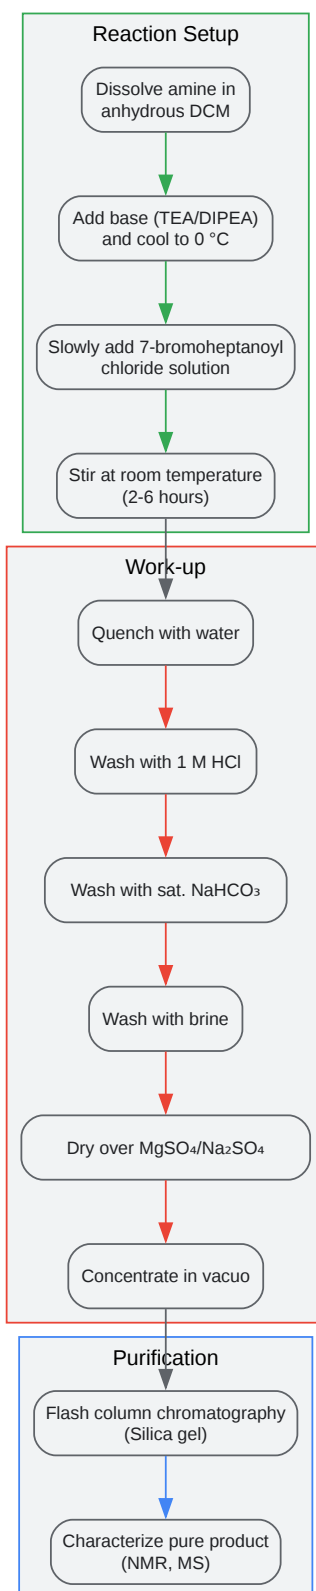 Reaction Setup
Dissolve amine in
anhydrous DCM
Add base (TEA/DIPEA)
and cool to 0 °C
Slowly add 7-bromoheptanoyl
chloride solution
Stir at room temperature
(2-6 hours)
Work-up
Quench with water
Wash with 1 M HCl
Wash with sat. NaHCO₃
Wash with brine
Dry over MgSO₄/Na₂SO₄
Concentrate in vacuo
Purification
Flash column chromatography
(Silica gel)
Characterize pure product
(NMR, MS)